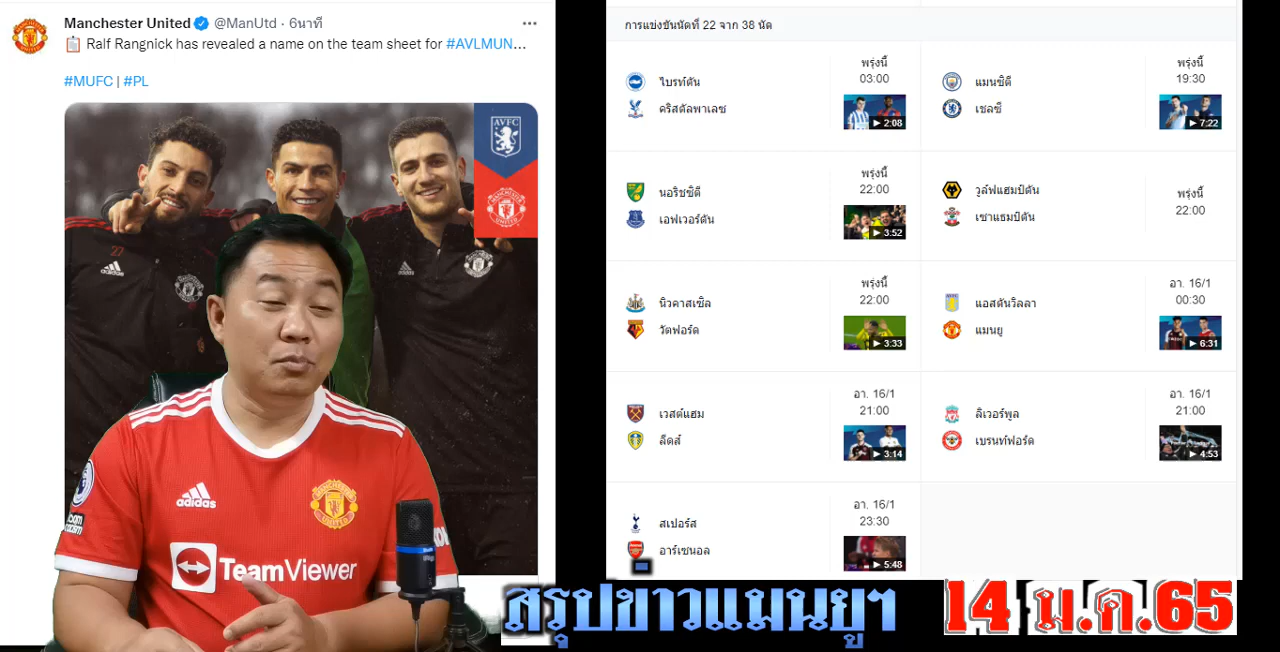 Manchester United @ManUtd · 6นาที
Ralf Rangnick has revealed a name on the team sheet for #AVLMUN...
#MUFC | #PL
AVFC
MANCHESTER
UNITED
adidas
TeamViewer
การแข่งขันนัดที่ 22 จาก 38 นัด
ไบรท์ตัน
คริสตัลพาเลซ
พรุ่งนี้
03:00
2:08
แมนซิตี
เชลซี
พรุ่งนี้
19:30
7:22
นอริชซิตี
เอฟเวอร์ตัน
พรุ่งนี้
22:00
3:52
วูล์ฟแฮมป์ตัน
เซาแธมป์ตัน
พรุ่งนี้
22:00
นิวคาสเซิล
วัตฟอร์ด
พรุ่งนี้
22:00
3:33
แอสตันวิลลา
แมนยู
อา. 16/1
00:30
6:31
เวสต์แฮม
ลีดส์
อา. 16/1
21:00
3:14
ลิเวอร์พูล
เบรนท์ฟอร์ด
อา. 16/1
21:00
4:53
สเปอร์ส
อาร์เซนอล
อา. 16/1
23:30
5:48
สรุปข่าวแมนยูฯ
14 ม.ค.65